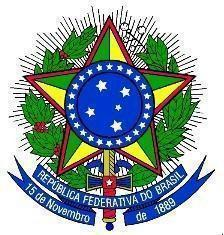 REPÚBLICA FEDERATIVA DO BRASIL
15 de Novembro de 1889